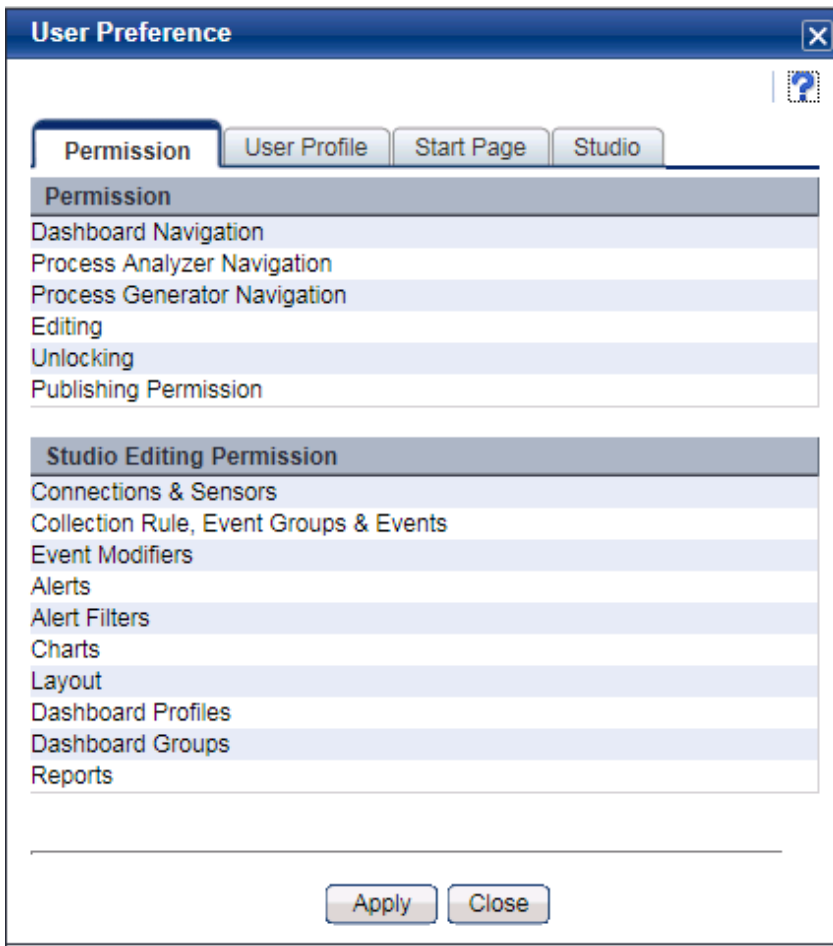 User Preference
Permission User Profile Start Page Studio
Permission
Dashboard Navigation
Process Analyzer Navigation
Process Generator Navigation
Editing
Unlocking
Publishing Permission
Studio Editing Permission
Connections & Sensors
Collection Rule, Event Groups & Events
Event Modifiers
Alerts
Alert Filters
Charts
Layout
Dashboard Profiles
Dashboard Groups
Reports
Apply Close